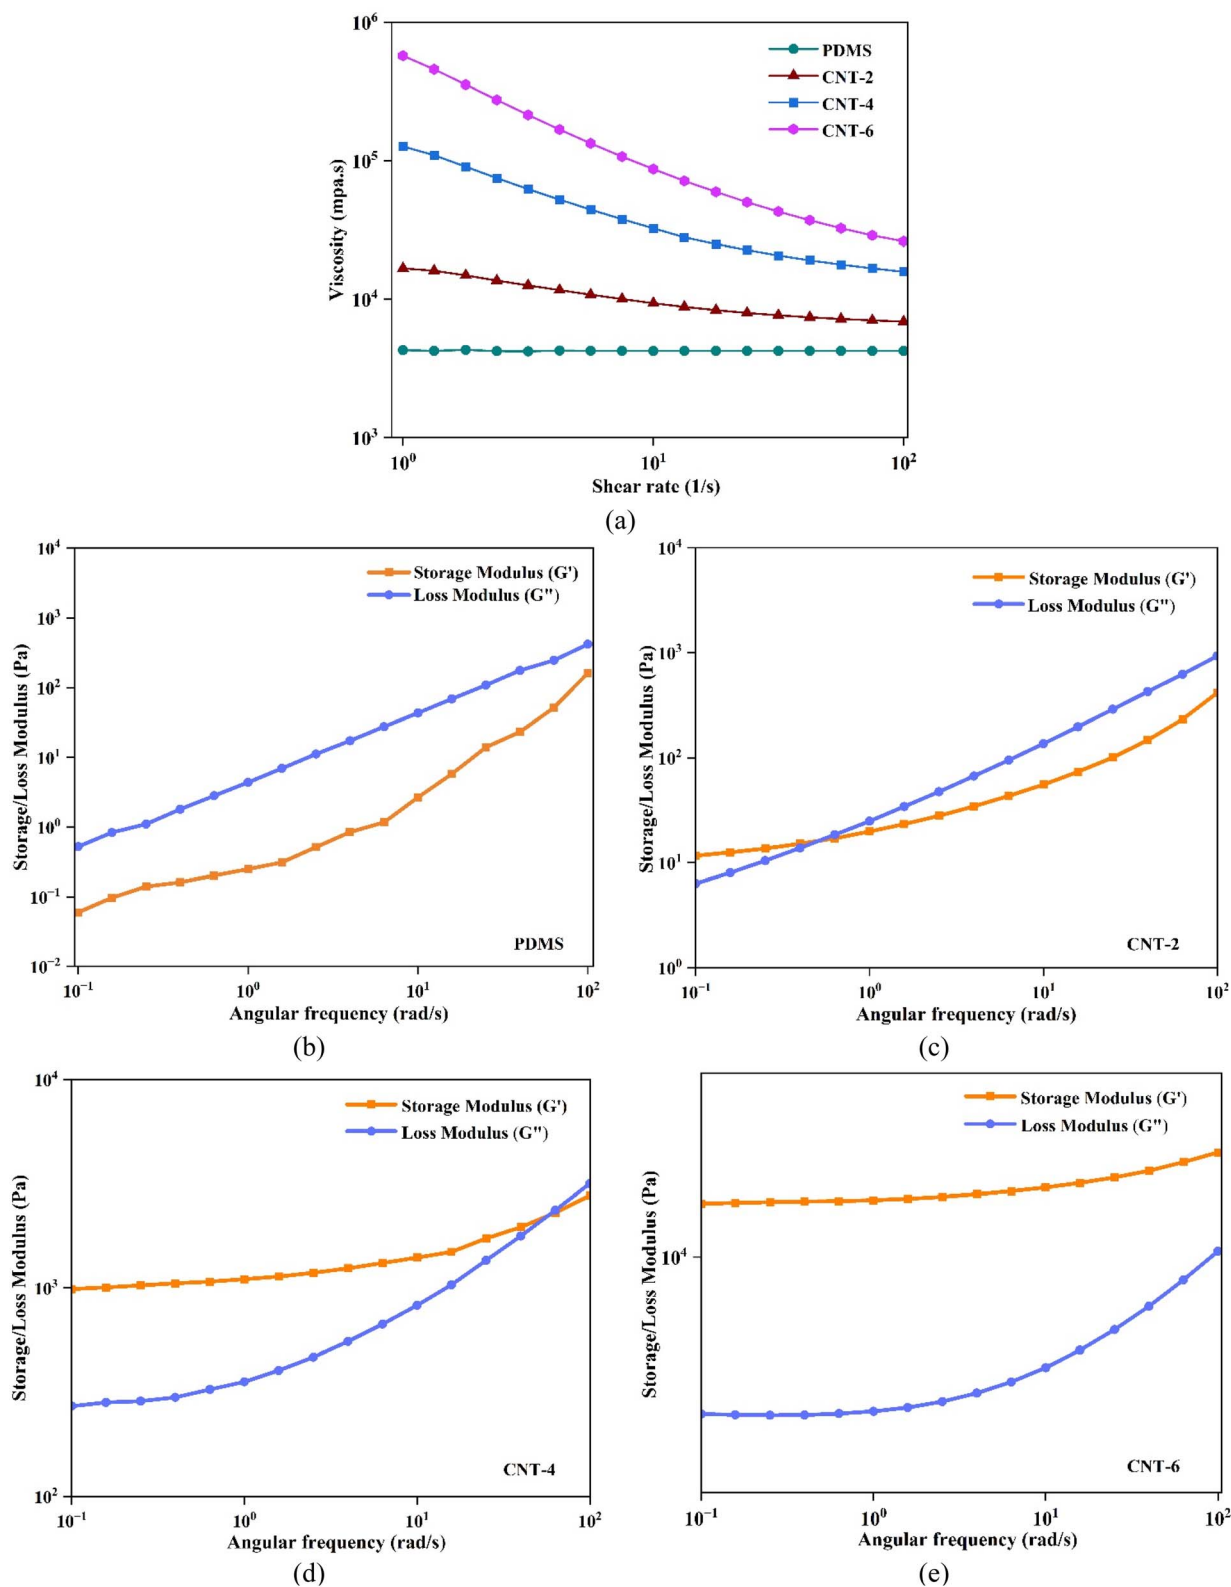 10⁶
PDMS
CNT-2
CNT-4
CNT-6
10⁵
Viscosity (mpa.s)
10⁴
10³
10⁰ 10¹ 10²
Shear rate (1/s)
(a)
10⁴
Storage Modulus (G')
Loss Modulus (G")
10³
10²
10¹
10⁰
10⁻¹
10⁻²
Storage/Loss Modulus (Pa)
PDMS
10⁻¹ 10⁰ 10¹ 10²
Angular frequency (rad/s)
(b)
10⁴
Storage Modulus (G')
Loss Modulus (G")
10³
10²
10¹
10⁰
Storage/Loss Modulus (Pa)
CNT-2
10⁻¹ 10⁰ 10¹ 10²
Angular frequency (rad/s)
(c)
10⁴
Storage Modulus (G')
Loss Modulus (G")
10³
10²
Storage/Loss Modulus (Pa)
CNT-4
10⁻¹ 10⁰ 10¹ 10²
Angular frequency (rad/s)
(d)
Storage Modulus (G')
Loss Modulus (G")
10⁴
Storage/Loss Modulus (Pa)
CNT-6
10⁻¹ 10⁰ 10¹ 10²
Angular frequency (rad/s)
(e)